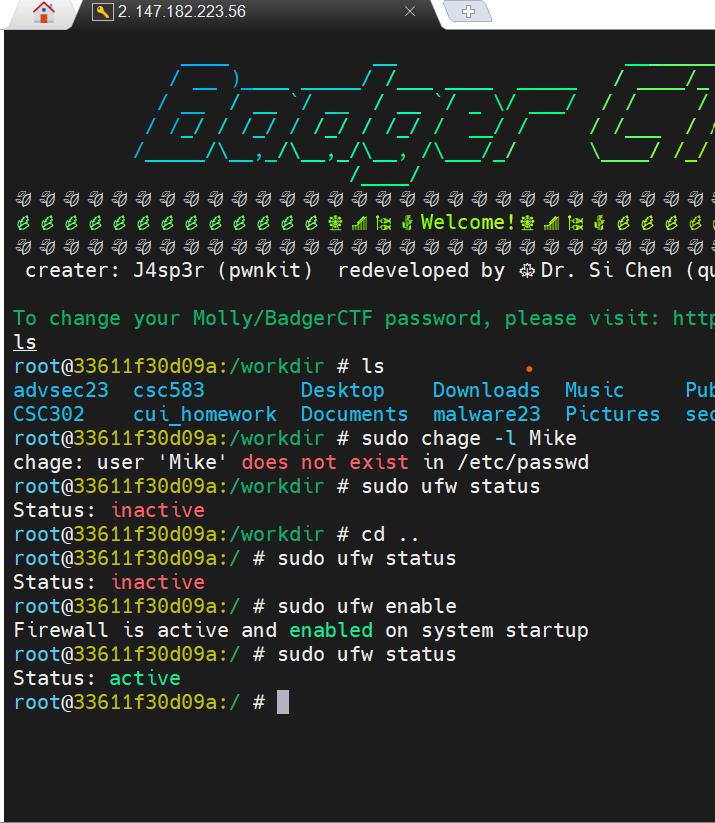 2. 147.182.223.56
Badger CT
Welcome!
creater: J4sp3r (pwnkit)  redeveloped by Dr. Si Chen (qu
To change your Molly/BadgerCTF password, please visit: http
ls
root@33611f30d09a:/workdir # ls
advsec23  csc583        Desktop    Downloads  Music     Pub
CSC302    cui_homework  Documents  malware23  Pictures  sec
root@33611f30d09a:/workdir # sudo chage -l Mike
chage: user 'Mike' does not exist in /etc/passwd
root@33611f30d09a:/workdir # sudo ufw status
Status: inactive
root@33611f30d09a:/workdir # cd ..
root@33611f30d09a:/ # sudo ufw status
Status: inactive
root@33611f30d09a:/ # sudo ufw enable
Firewall is active and enabled on system startup
root@33611f30d09a:/ # sudo ufw status
Status: active
root@33611f30d09a:/ #